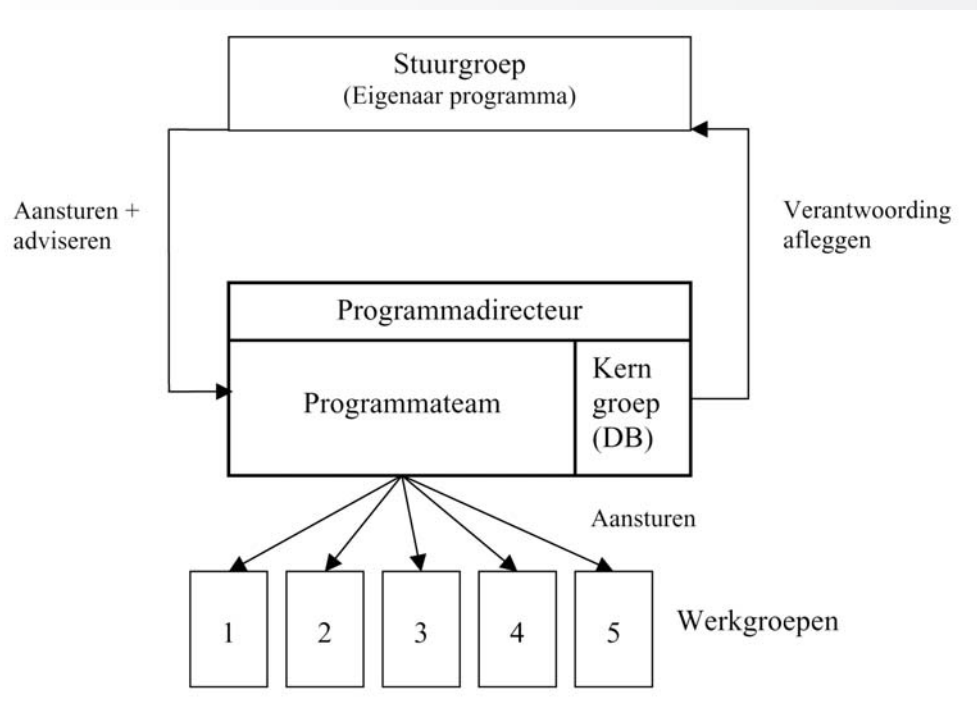 Stuurgroep
(Eigenaar programma)
Aansturen +
adviseren
Verantwoording
afleggen
Programmadirecteur
Programmateam
Kern
groep
(DB)
Aansturen
1
2
3
4
5
Werkgroepen